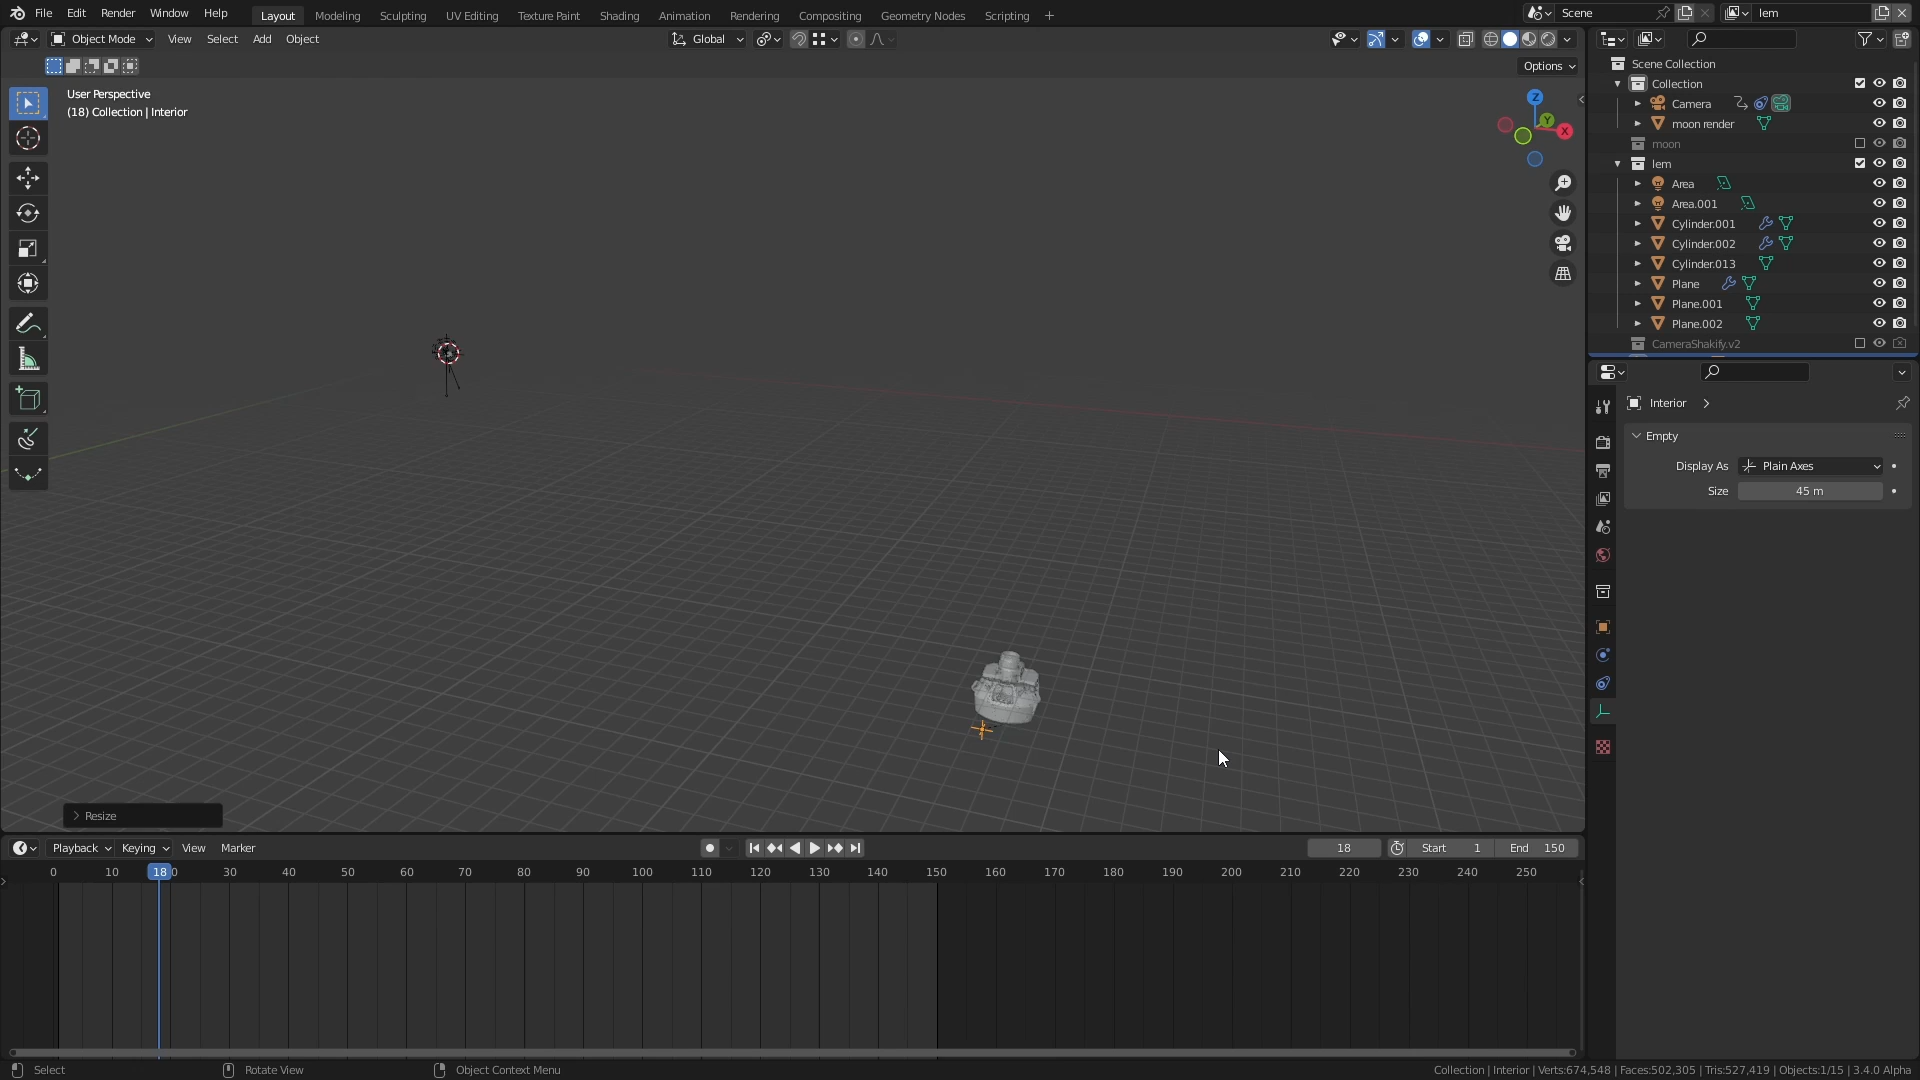 File Edit Render Window Help Layout Modeling Sculpting UV Editing Texture Paint Shading Animation Rendering Compositing Geometry Nodes Scripting + Scene lem
Object Mode View Select Add Object Global
Options
User Perspective
(18) Collection | Interior
Z
Y
X
Scene Collection
Collection
Camera
moon render
moon
lem
Area
Area.001
Cylinder.001
Cylinder.002
Cylinder.013
Plane
Plane.001
Plane.002
CameraShakify.v2
Interior
Empty
Display As Plain Axes
Size 45 m
Resize
Playback Keying View Marker 18 Start 1 End 150
0 10 18 0 30 40 50 60 70 80 90 100 110 120 130 140 150 160 170 180 190 200 210 220 230 240 250
Select Rotate View Object Context Menu Collection | Interior | Verts:674,548 | Faces:502,305 | Tris:527,419 | Objects:1/15 | 3.4.0 Alpha